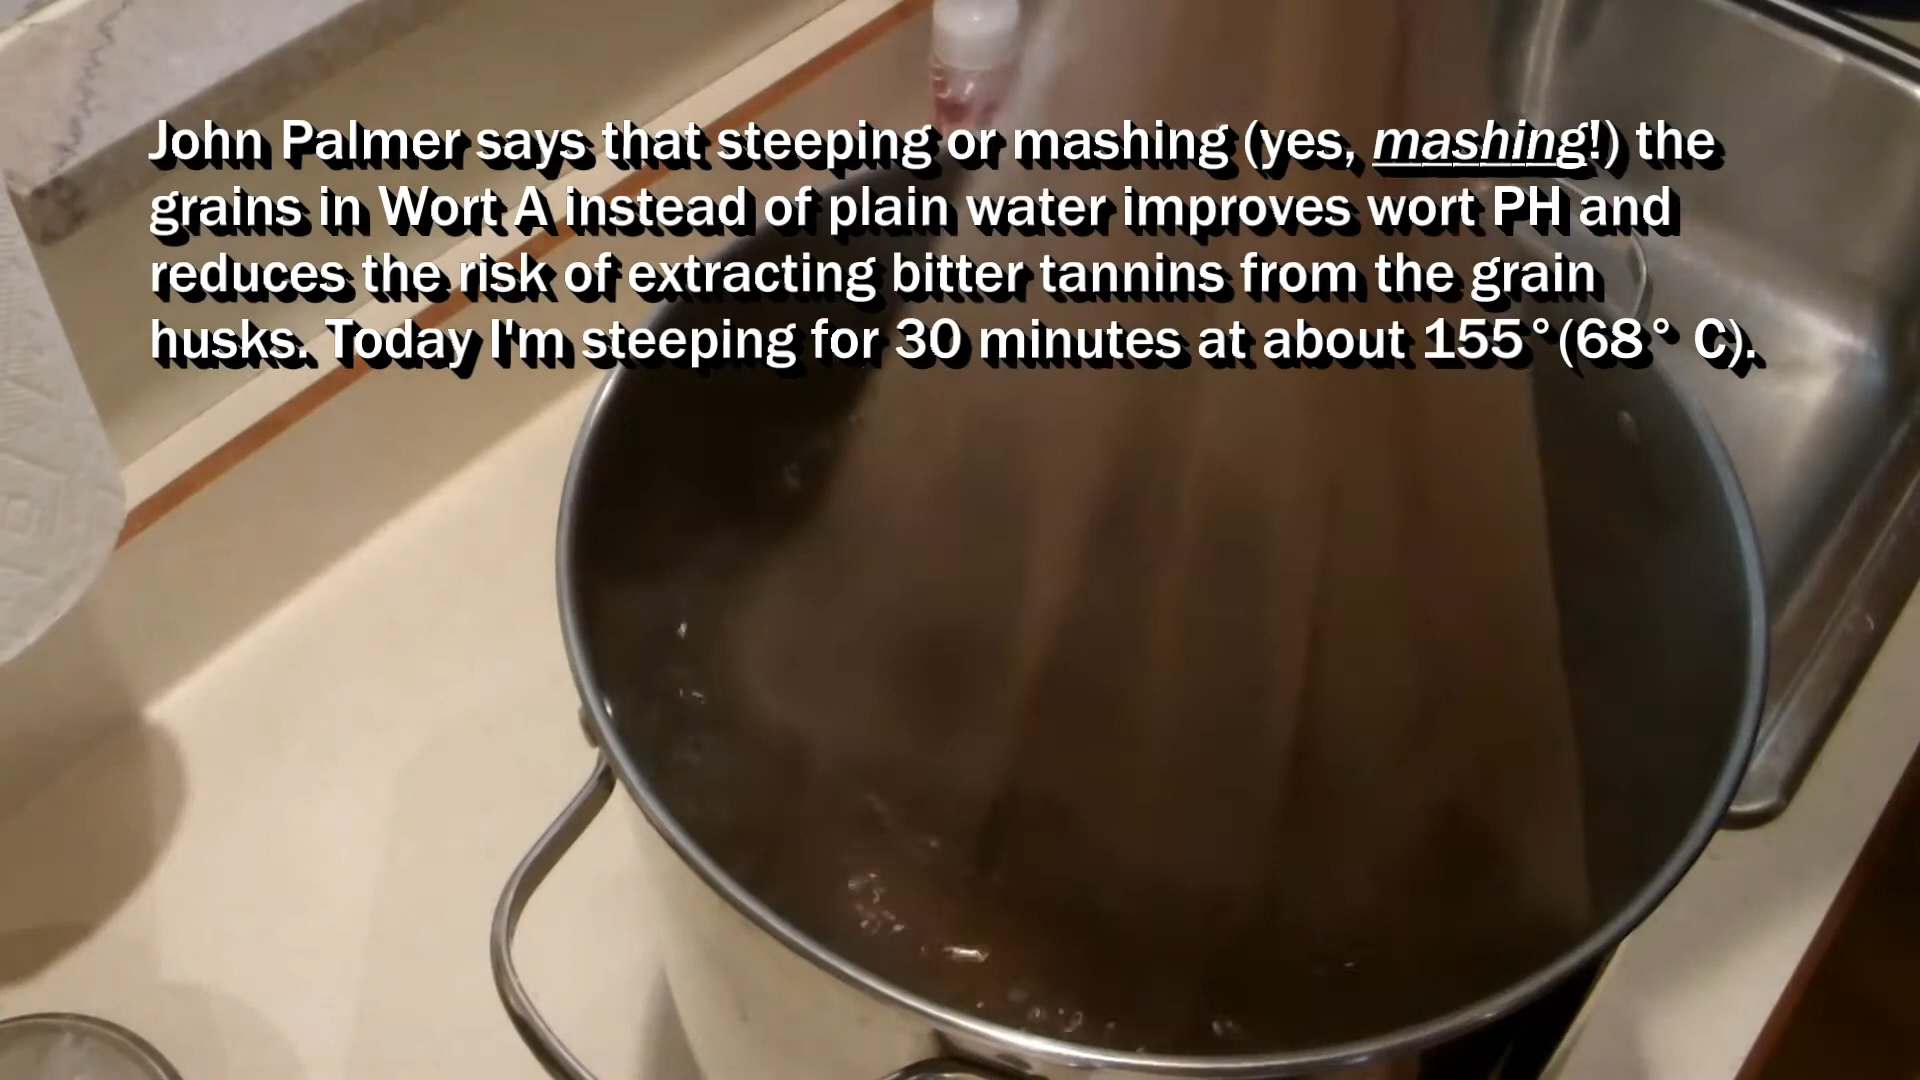 John Palmer says that steeping or mashing (yes, mashing!) the
grains in Wort A instead of plain water improves wort PH and
reduces the risk of extracting bitter tannins from the grain
husks. Today I'm steeping for 30 minutes at about 155°(68° C).